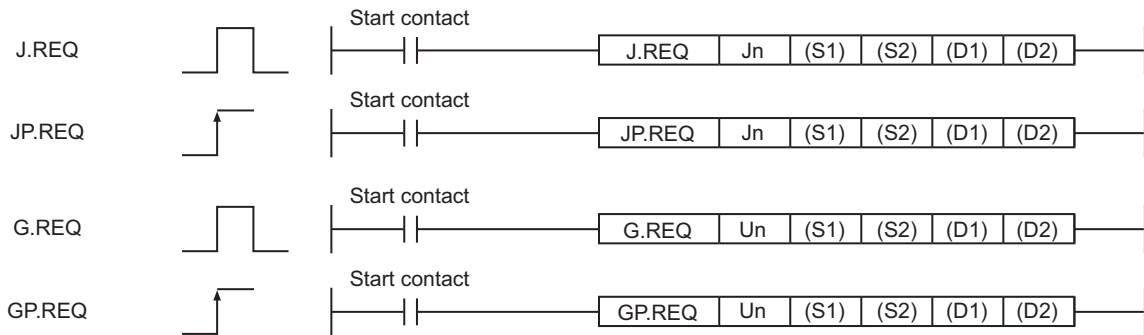 Start contact
J.REQ J.REQ Jn (S1) (S2) (D1) (D2)
Start contact
JP.REQ JP.REQ Jn (S1) (S2) (D1) (D2)
Start contact
G.REQ G.REQ Un (S1) (S2) (D1) (D2)
Start contact
GP.REQ GP.REQ Un (S1) (S2) (D1) (D2)